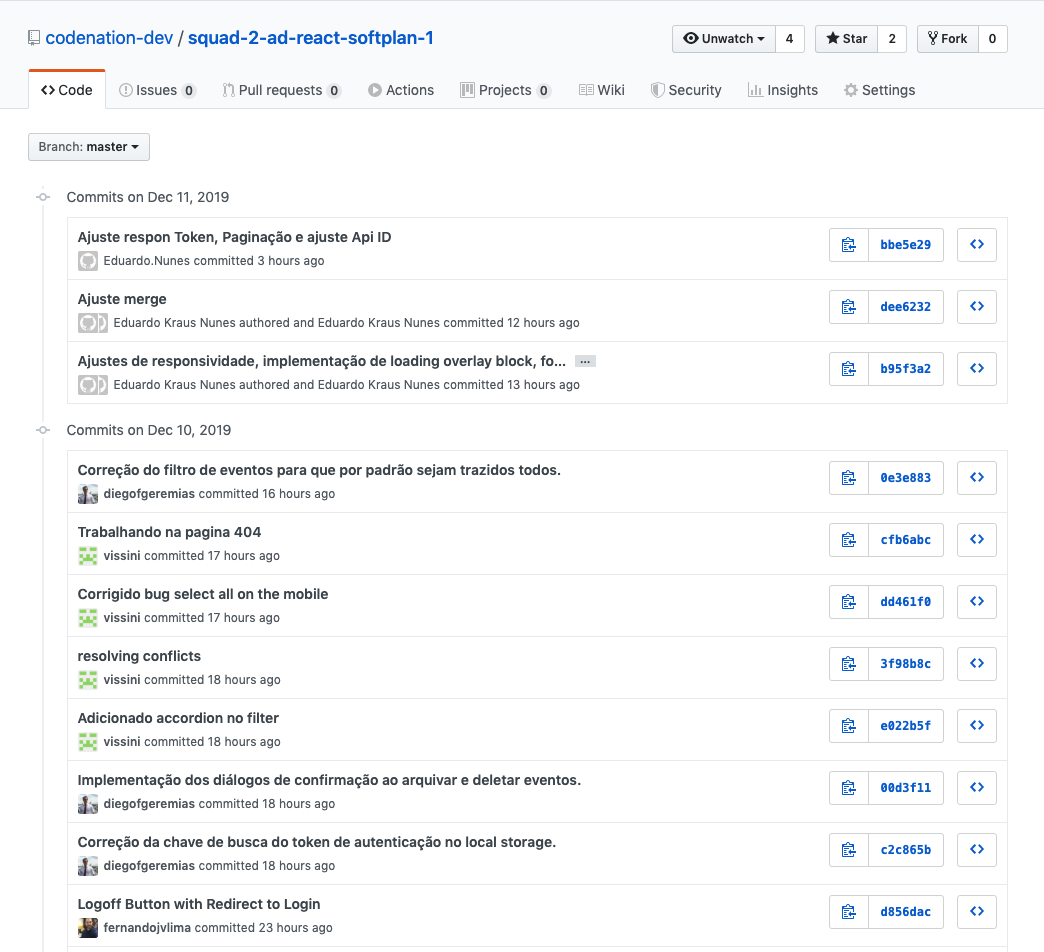 codenation-dev / squad-2-ad-react-softplan-1
Unwatch 4 Star 2 Fork 0
Code Issues 0 Pull requests 0 Actions Projects 0 Wiki Security Insights Settings
Branch: master
Commits on Dec 11, 2019
Ajuste respon Token, Paginação e ajuste Api ID
Eduardo.Nunes committed 3 hours ago
bbe5e29
Ajuste merge
Eduardo Kraus Nunes authored and Eduardo Kraus Nunes committed 12 hours ago
dee6232
Ajustes de responsividade, implementação de loading overlay block, fo... ...
Eduardo Kraus Nunes authored and Eduardo Kraus Nunes committed 13 hours ago
b95f3a2
Commits on Dec 10, 2019
Correção do filtro de eventos para que por padrão sejam trazidos todos.
diegofgeremias committed 16 hours ago
0e3e883
Trabalhando na pagina 404
vissini committed 17 hours ago
cfb6abc
Corrigido bug select all on the mobile
vissini committed 17 hours ago
dd461f0
resolving conflicts
vissini committed 18 hours ago
3f98b8c
Adicionado accordion no filter
vissini committed 18 hours ago
e022b5f
Implementação dos diálogos de confirmação ao arquivar e deletar eventos.
diegofgeremias committed 18 hours ago
00d3f11
Correção da chave de busca do token de autenticação no local storage.
diegofgeremias committed 18 hours ago
c2c865b
Logoff Button with Redirect to Login
fernandojvlima committed 23 hours ago
d856dac